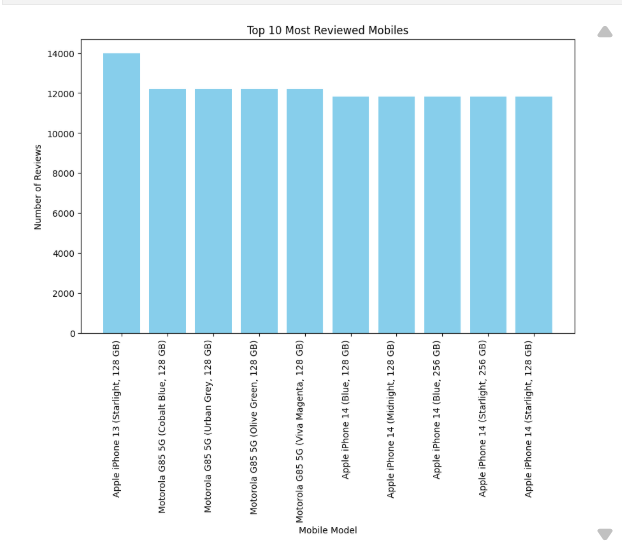 Top 10 Most Reviewed Mobiles
Number of Reviews
14000
12000
10000
8000
6000
4000
2000
0
Apple iPhone 13 (Starlight, 128 GB)
Motorola G85 5G (Cobalt Blue, 128 GB)
Motorola G85 5G (Urban Grey, 128 GB)
Motorola G85 5G (Olive Green, 128 GB)
Motorola G85 5G (Viva Magenta, 128 GB)
Apple iPhone 14 (Blue, 128 GB)
Apple iPhone 14 (Midnight, 128 GB)
Apple iPhone 14 (Blue, 256 GB)
Apple iPhone 14 (Starlight, 256 GB)
Apple iPhone 14 (Starlight, 128 GB)
Mobile Model